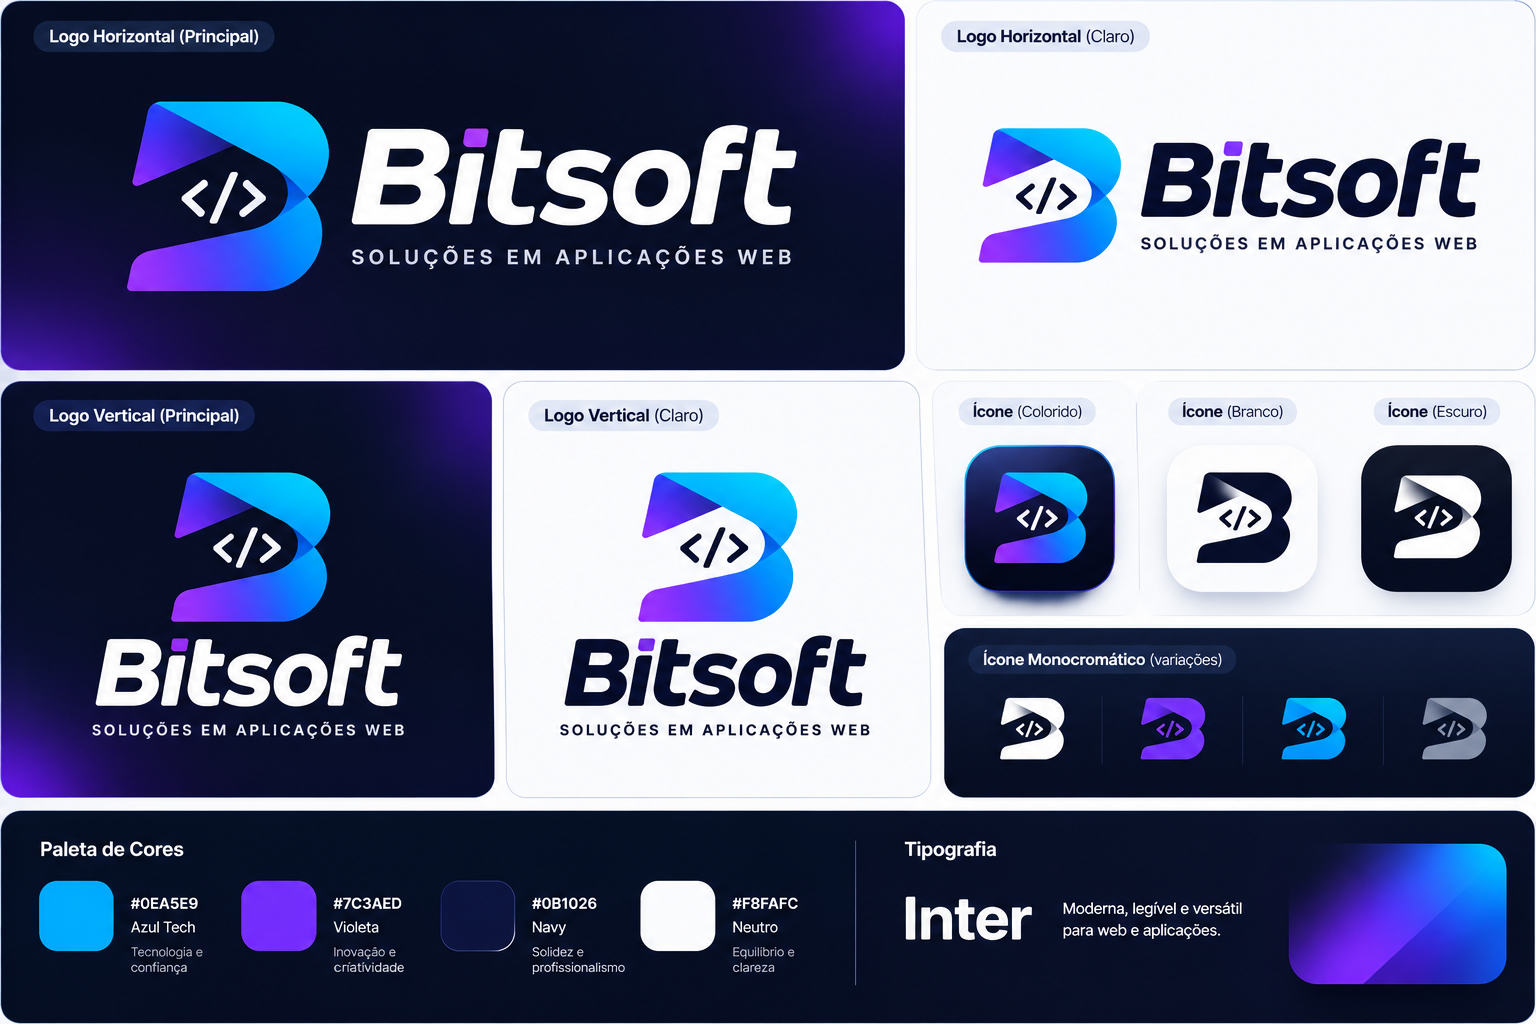 Logo Horizontal (Principal)
Bitsoft
SOLUÇÕES EM APLICAÇÕES WEB
Logo Horizontal (Claro)
Bitsoft
SOLUÇÕES EM APLICAÇÕES WEB
Logo Vertical (Principal)
Bitsoft
SOLUÇÕES EM APLICAÇÕES WEB
Logo Vertical (Claro)
Bitsoft
SOLUÇÕES EM APLICAÇÕES WEB
Ícone (Colorido)
</>
Ícone (Branco)
</>
Ícone (Escuro)
</>
Ícone Monocromático (variações)
</>
</>
</>
</>
Paleta de Cores
#0EA5E9
Azul Tech
Tecnologia e
confiança
#7C3AED
Violeta
Inovação e
criatividade
#0B1026
Navy
Solidez e
profissionalismo
#F8FAFC
Neutro
Equilíbrio e
clareza
Tipografia
Inter
Moderna, legível e versátil
para web e aplicações.